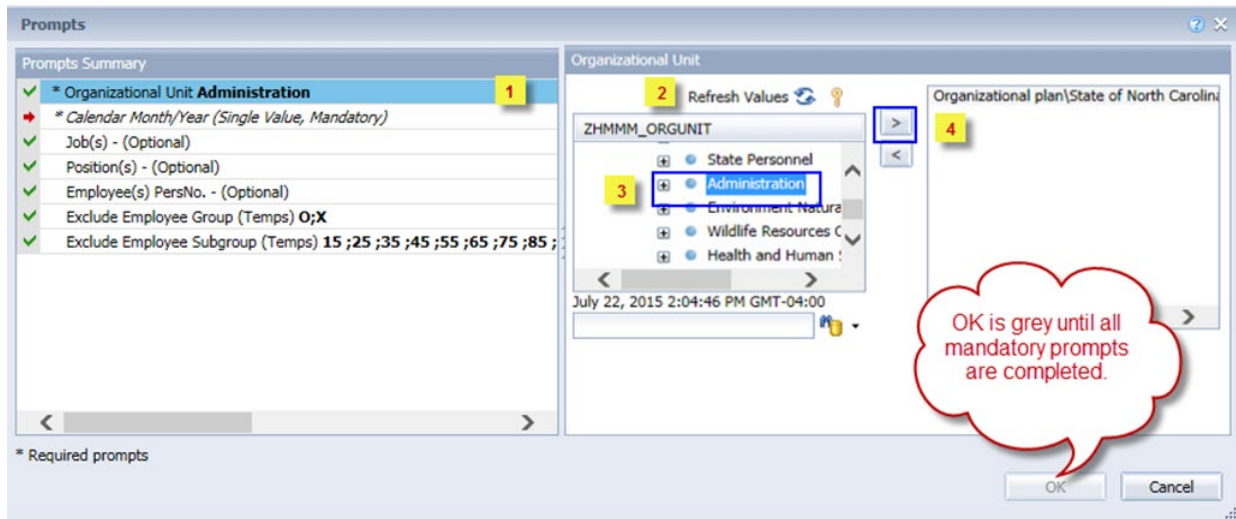 Prompts
Prompts Summary
* Organizational Unit Administration 1
* Calendar Month/Year (Single Value, Mandatory)
Job(s) - (Optional)
Position(s) - (Optional)
Employee(s) PersNo. - (Optional)
Exclude Employee Group (Temps) O;X
Exclude Employee Subgroup (Temps) 15 ;25 ;35 ;45 ;55 ;65 ;75 ;85 ;
Organizational Unit
2 Refresh Values
ZHMMM_ORGUNIT
State Personnel
3 Administration
Environment Natura
Wildlife Resources C
Health and Human
July 22, 2015 2:04:46 PM GMT-04:00
>
<
4
Organizational plan\State of North Carolina
OK is grey until all
mandatory prompts
are completed.
* Required prompts
OK
Cancel